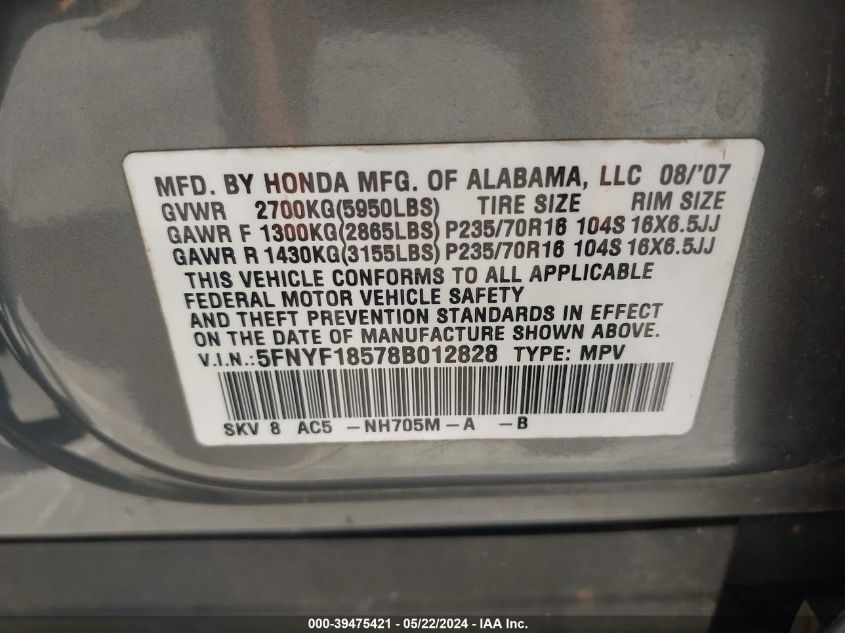 MFD. BY HONDA MFG. OF ALABAMA, LLC 08/'07
GVWR 2700KG(5950LBS) TIRE SIZE RIM SIZE
GAWR F 1300KG(2865LBS) P235/70R16 104S 16X6.5JJ
GAWR R 1430KG(3155LBS) P235/70R16 104S 16X6.5JJ
THIS VEHICLE CONFORMS TO ALL APPLICABLE
FEDERAL MOTOR VEHICLE SAFETY
AND THEFT PREVENTION STANDARDS IN EFFECT
ON THE DATE OF MANUFACTURE SHOWN ABOVE.
V.I.N.: 5FNYF18578B012828 TYPE: MPV
SKV 8 AC5 -NH705M-A -B
000-39475421 - 05/22/2024 - IAA Inc.